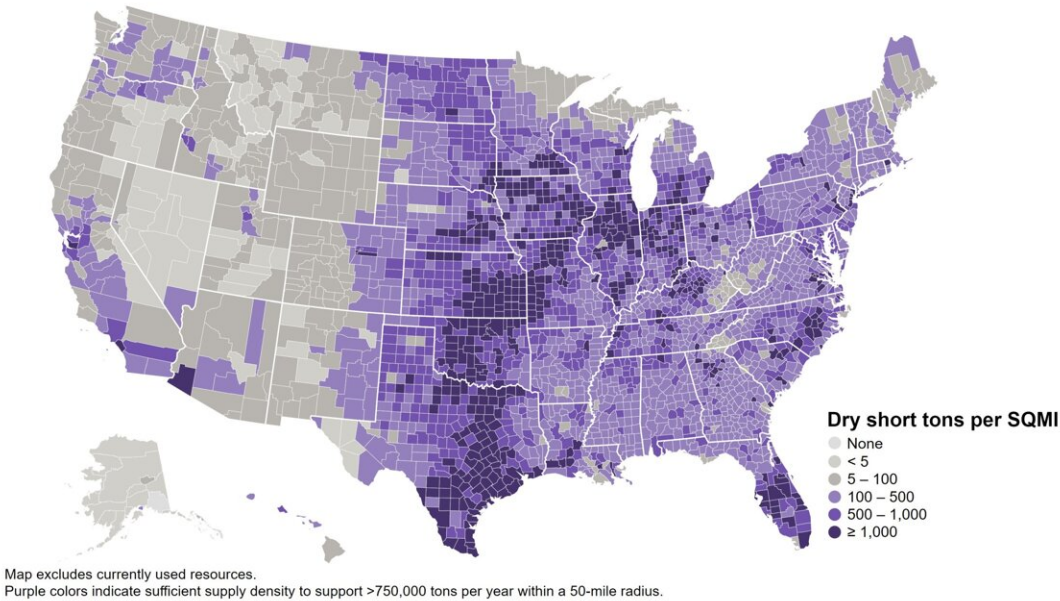 Dry short tons per SQMI
None
< 5
5 – 100
100 – 500
500 – 1,000
≥ 1,000
Map excludes currently used resources.
Purple colors indicate sufficient supply density to support >750,000 tons per year within a 50-mile radius.